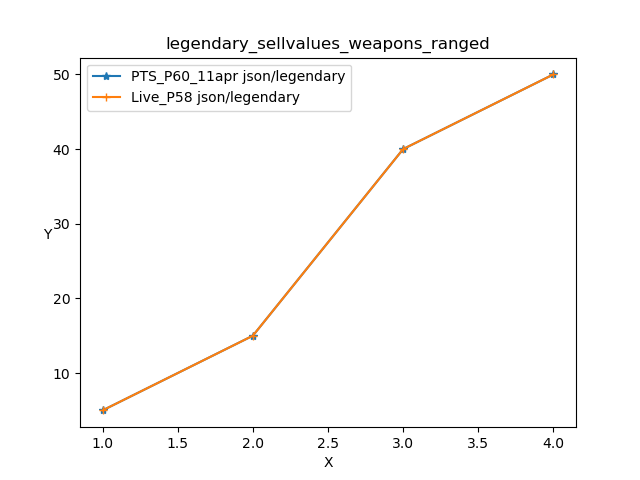 legendary_sellvalues_weapons_ranged
PTS_P60_11apr json/legendary
Live_P58 json/legendary
50
40
30
20
10
Y
1.0 1.5 2.0 2.5 3.0 3.5 4.0
X